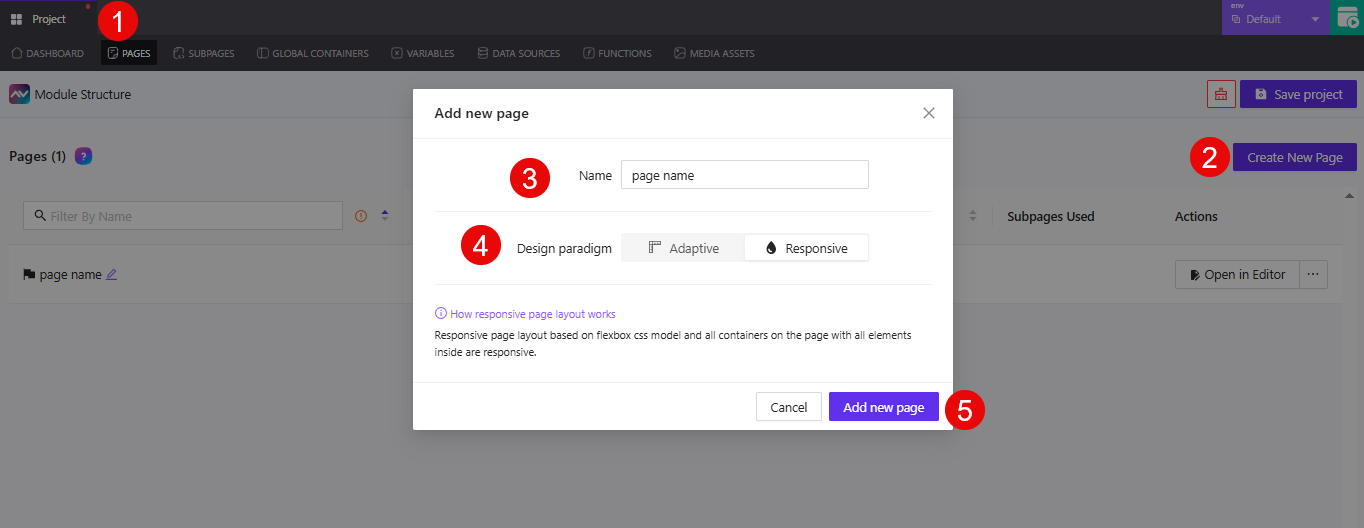 Project
1
env
Default
DASHBOARD
PAGES
SUBPAGES
GLOBAL CONTAINERS
VARIABLES
DATA SOURCES
FUNCTIONS
MEDIA ASSETS
Module Structure
Save project
Add new page
Pages (1)
?
2
Create New Page
3
Name
page name
Filter By Name
Subpages Used
Actions
4
Design paradigm
Adaptive
Responsive
page name
Open in Editor
...
How responsive page layout works
Responsive page layout based on flexbox css model and all containers on the page with all elements
inside are responsive.
Cancel
Add new page
5